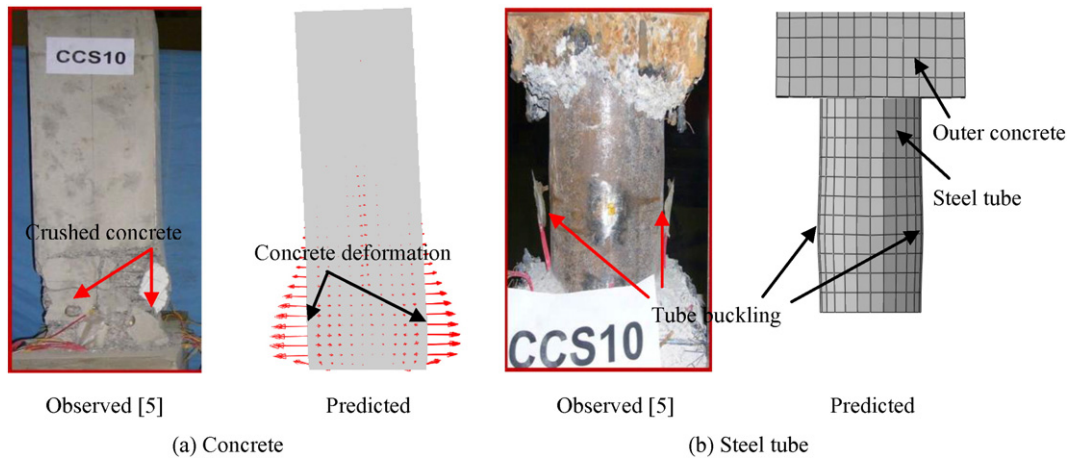 CCS10
Crushed concrete
Concrete deformation
Outer concrete
Steel tube
Tube buckling
CCS10
Observed [5]
Predicted
Observed [5]
Predicted
(a) Concrete
(b) Steel tube